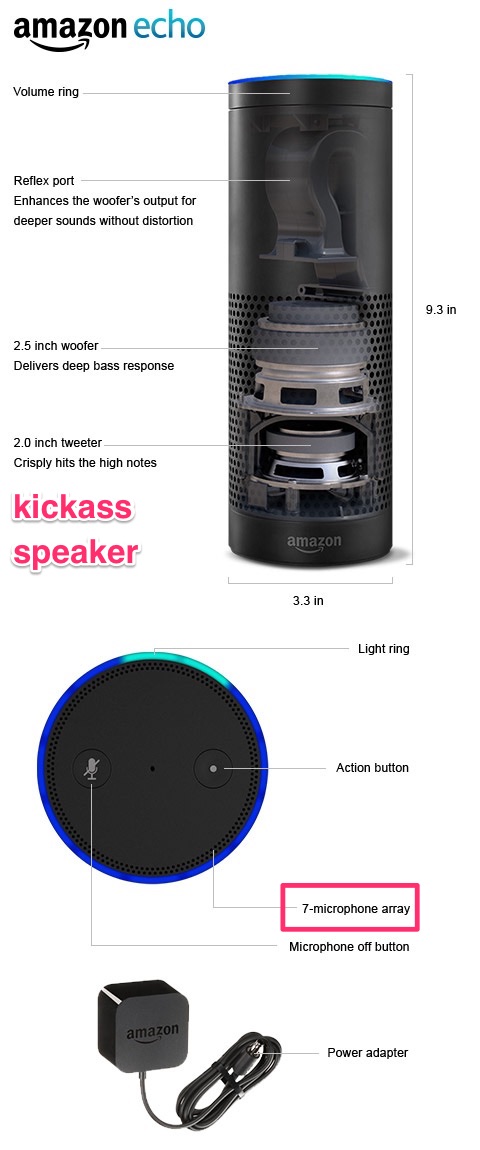 amazon echo
Volume ring
Reflex port
Enhances the woofer's output for
deeper sounds without distortion
9.3 in
2.5 inch woofer
Delivers deep bass response
2.0 inch tweeter
Crisply hits the high notes
kickass
speaker
amazon
3.3 in
Light ring
Action button
7-microphone array
Microphone off button
amazon
Power adapter